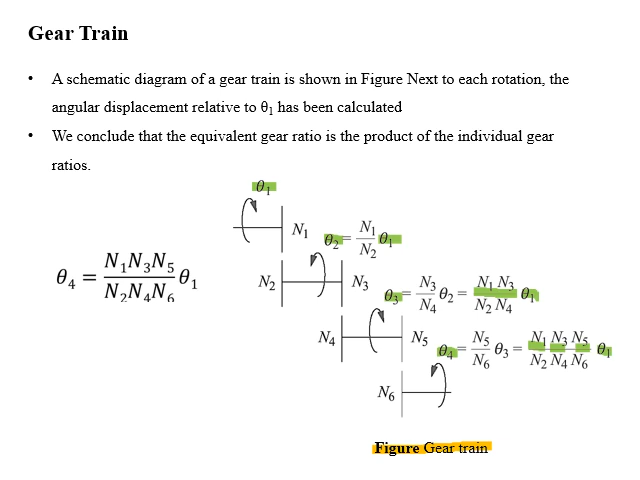 Gear Train
• A schematic diagram of a gear train is shown in Figure Next to each rotation, the
angular displacement relative to θ₁ has been calculated
• We conclude that the equivalent gear ratio is the product of the individual gear
ratios.
θ₁
N₁
θ₂ = N₁/N₂ θ₁
θ₄ = N₁N₃N₅/N₂N₄N₆ θ₁
N₂
N₃
θ₃ = N₃/N₄ θ₂ = N₁ N₃/N₂ N₄ θ₁
N₄
N₅
θ₄ = N₅/N₆ θ₃ = N₁ N₃ N₅/N₂ N₄ N₆ θ₁
N₆
Figure Gear train